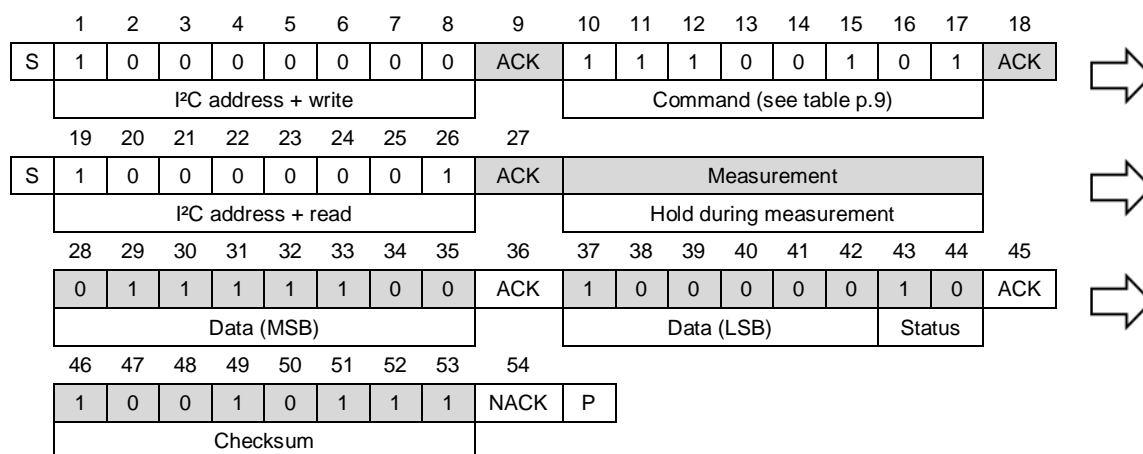 1 2 3 4 5 6 7 8 9 10 11 12 13 14 15 16 17 18
S 1 0 0 0 0 0 0 0 ACK 1 1 1 0 0 1 0 1 ACK
I²C address + write Command (see table p.9)
19 20 21 22 23 24 25 26 27
S 1 0 0 0 0 0 0 1 ACK Measurement
I²C address + read Hold during measurement
28 29 30 31 32 33 34 35 36 37 38 39 40 41 42 43 44 45
0 1 1 1 1 1 0 0 ACK 1 0 0 0 0 0 1 0 ACK
Data (MSB) Data (LSB) Status
46 47 48 49 50 51 52 53 54
1 0 0 1 0 1 1 1 NACK P
Checksum